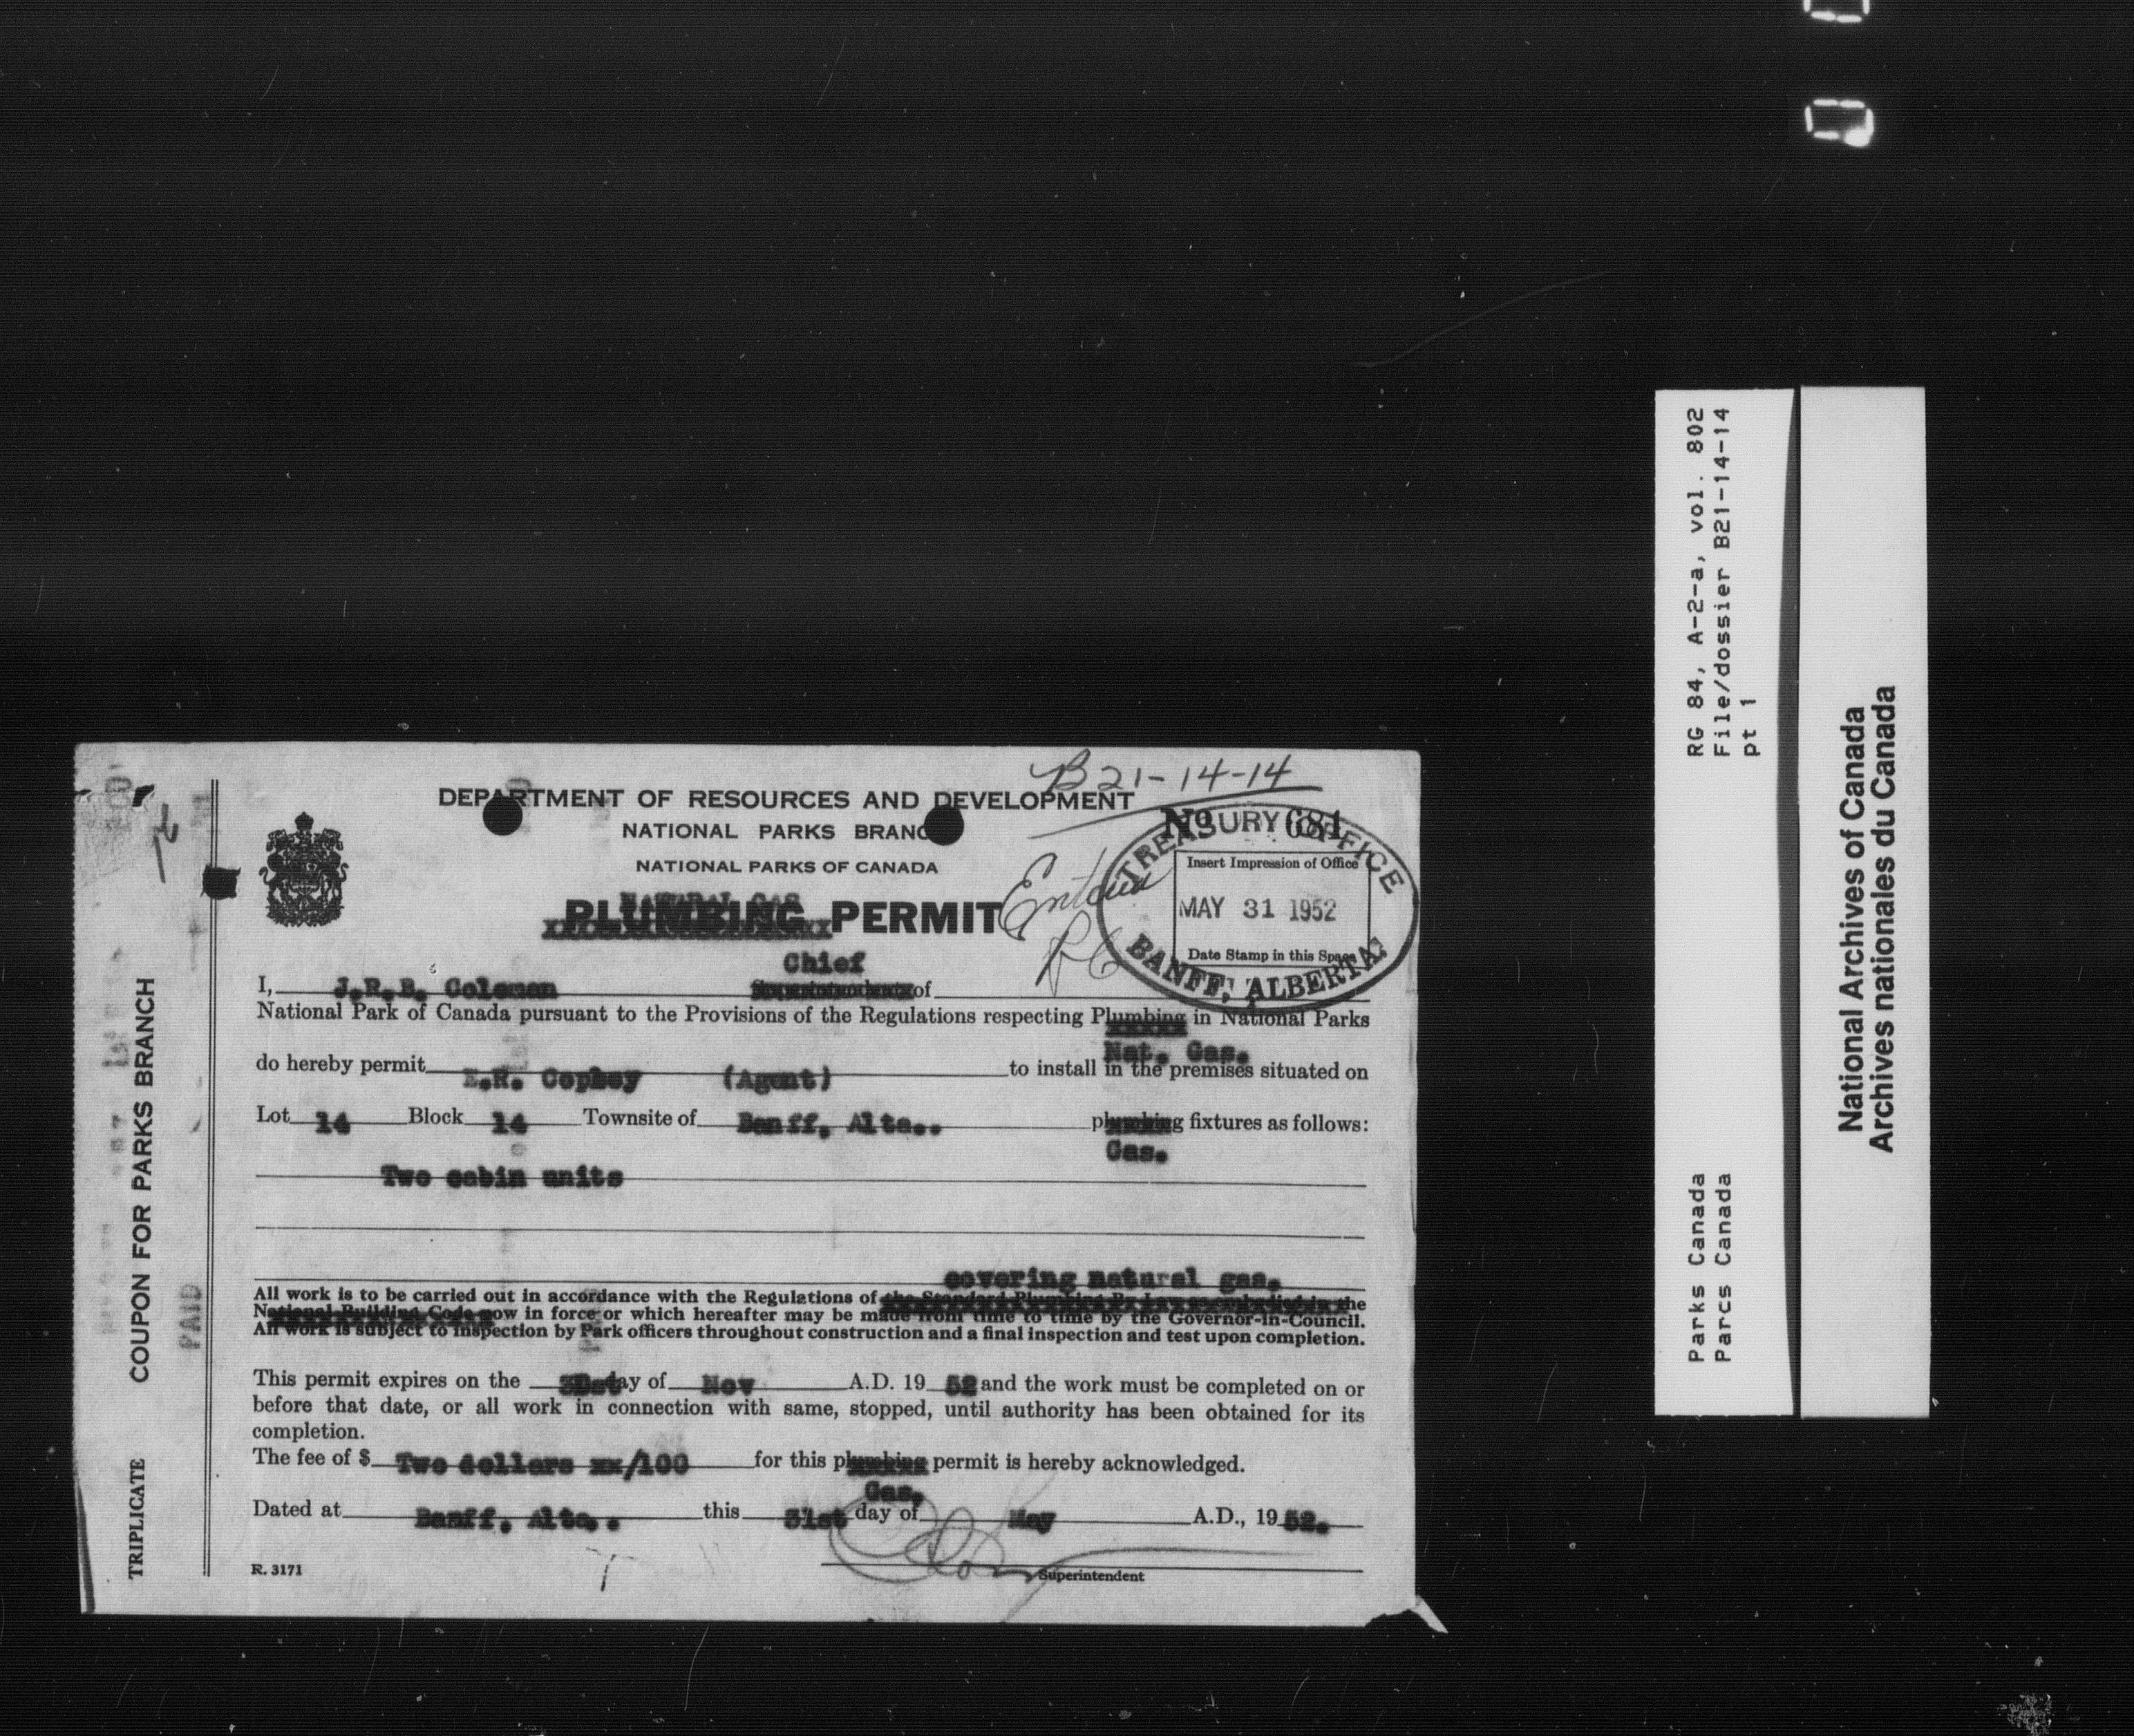 B21-14-14
DEPARTMENT OF RESOURCES AND DEVELOPMENT
NATIONAL PARKS BRANCH
NATIONAL PARKS OF CANADA
No 684
TREASURY OFFICE
Insert Impression of Office
MAY 31 1952
Date Stamp in this Space
BANFF, ALBERTA
NATURAL GAS
PLUMBING PERMIT
Chief
I, J.R.B. Coleman of
National Park of Canada pursuant to the Provisions of the Regulations respecting Plumbing in National Parks
Nat. Gas.
do hereby permit E.R. (Agent) to install in the premises situated on
Lot 14 Block 14 Townsite of Banff, Alta.. plumbing fixtures as follows:
Gas.
Two cabin units
covering natural gas.
All work is to be carried out in accordance with the Regulations of the Standard Plumbing By-Law as embodied in the
National Building Code now in force or which hereafter may be made from time to time by the Governor-in-Council.
All work is subject to inspection by Park officers throughout construction and a final inspection and test upon completion.
This permit expires on the day of Nov A.D. 19 52 and the work must be completed on or
before that date, or all work in connection with same, stopped, until authority has been obtained for its
completion.
The fee of $ Two dollars xx/100 for this plumbing permit is hereby acknowledged.
Gas.
Dated at Banff, Alta.. this 31st day of May A.D., 19 52.
R. 3171
Superintendent
TRIPLICATE COUPON FOR PARKS BRANCH
PAID
RG 84, A-2-a, vol. 802
File/dossier B21-14-14
pt 1
Parks Canada
Parcs Canada
National Archives of Canada
Archives nationales du Canada